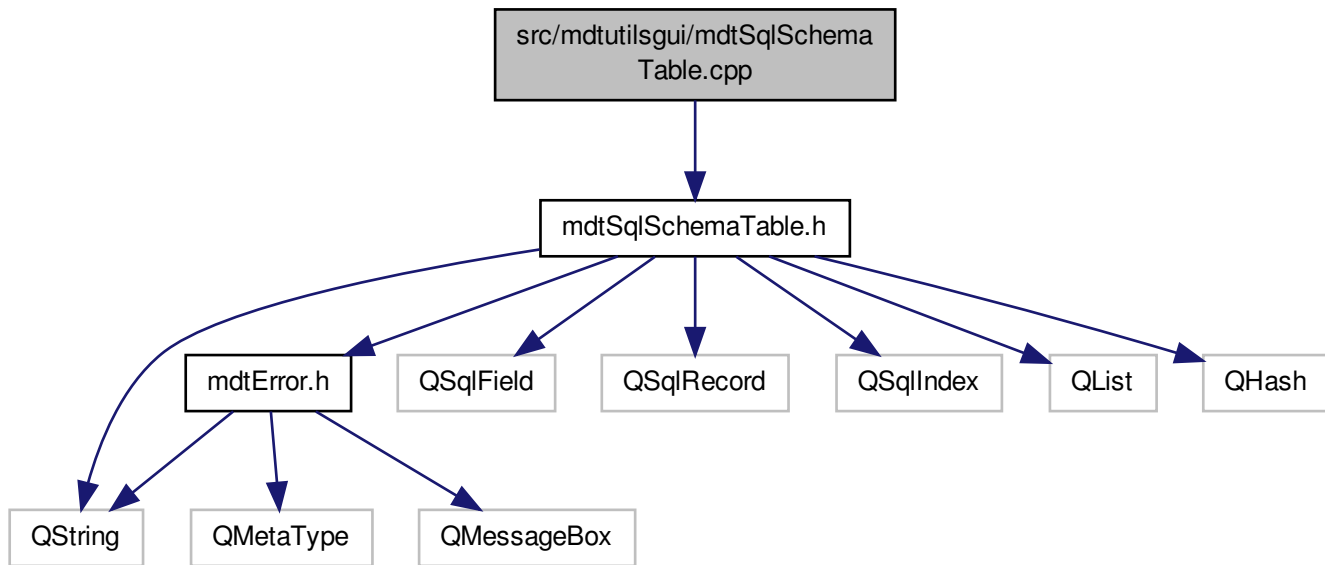 src/mdtutilsgui/mdtSqlSchema
Table.cpp
mdtSqlSchemaTable.h
mdtError.h
QSqlField
QSqlRecord
QSqlIndex
QList
QHash
QString
QMetaType
QMessageBox